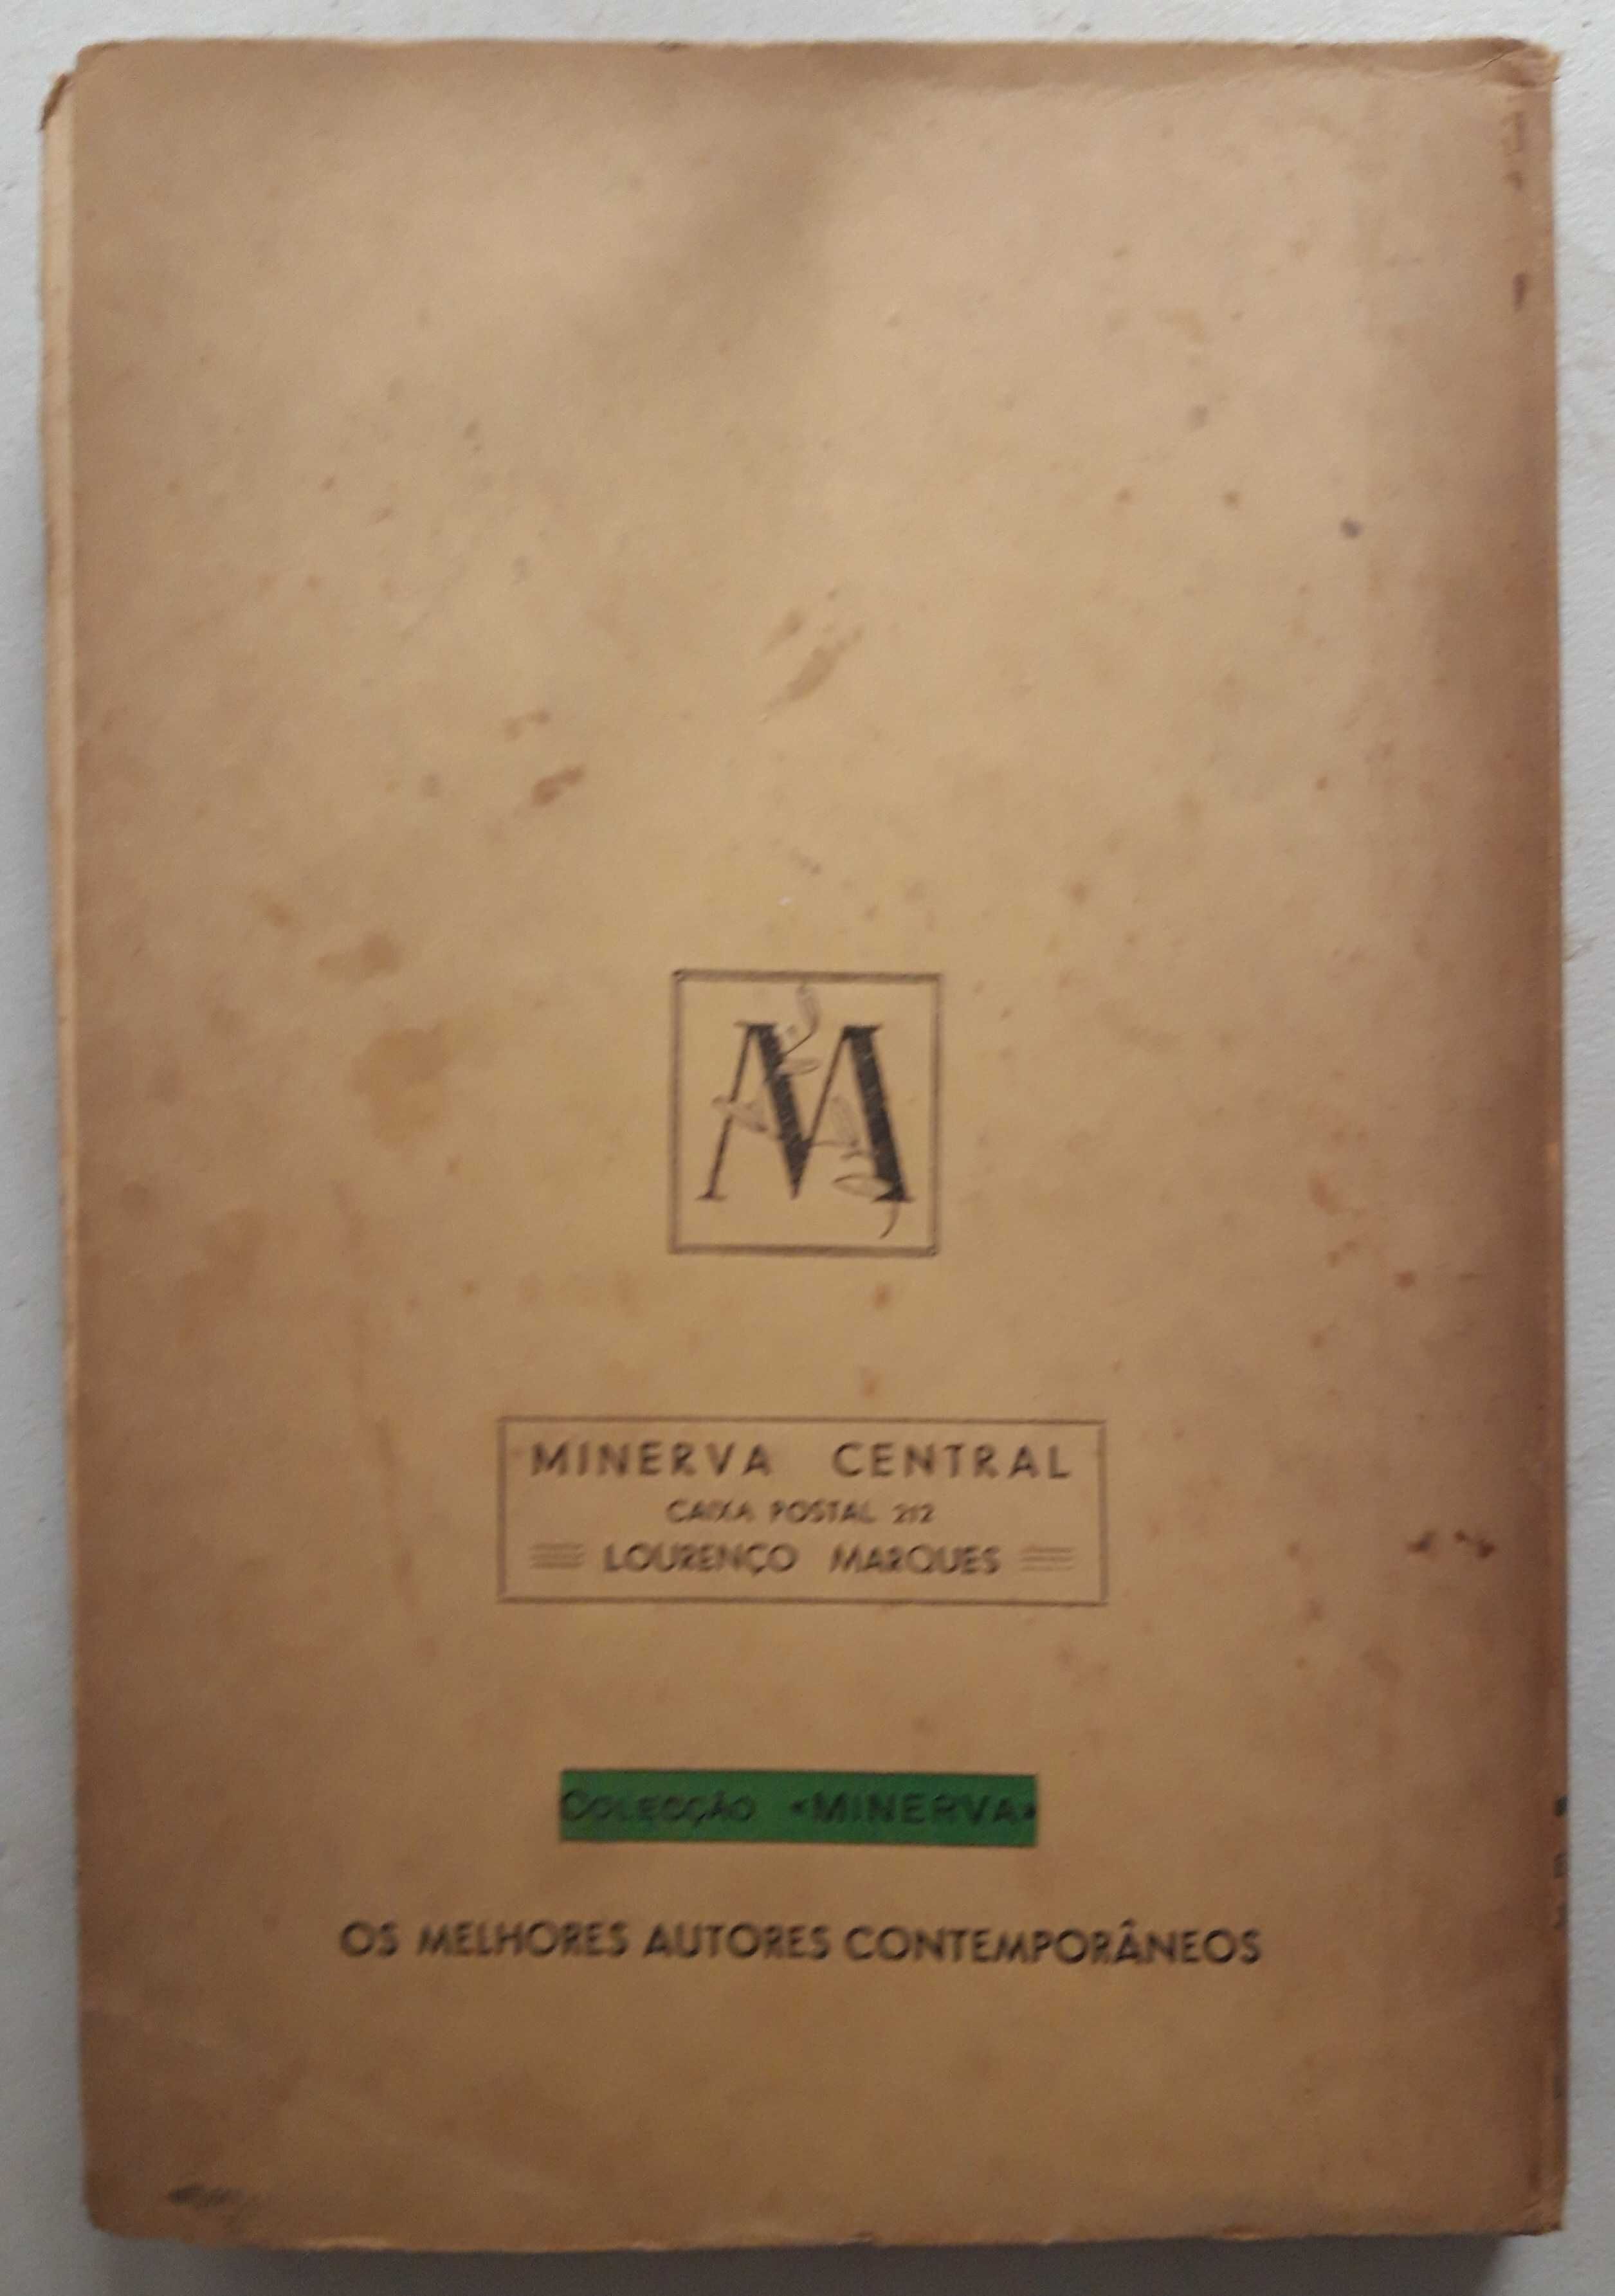 M
MINERVA CENTRAL
CAIXA POSTAL 212
LOURENÇO MARQUES
COLECÇÃO «MINERVA»
OS MELHORES AUTORES CONTEMPORÂNEOS